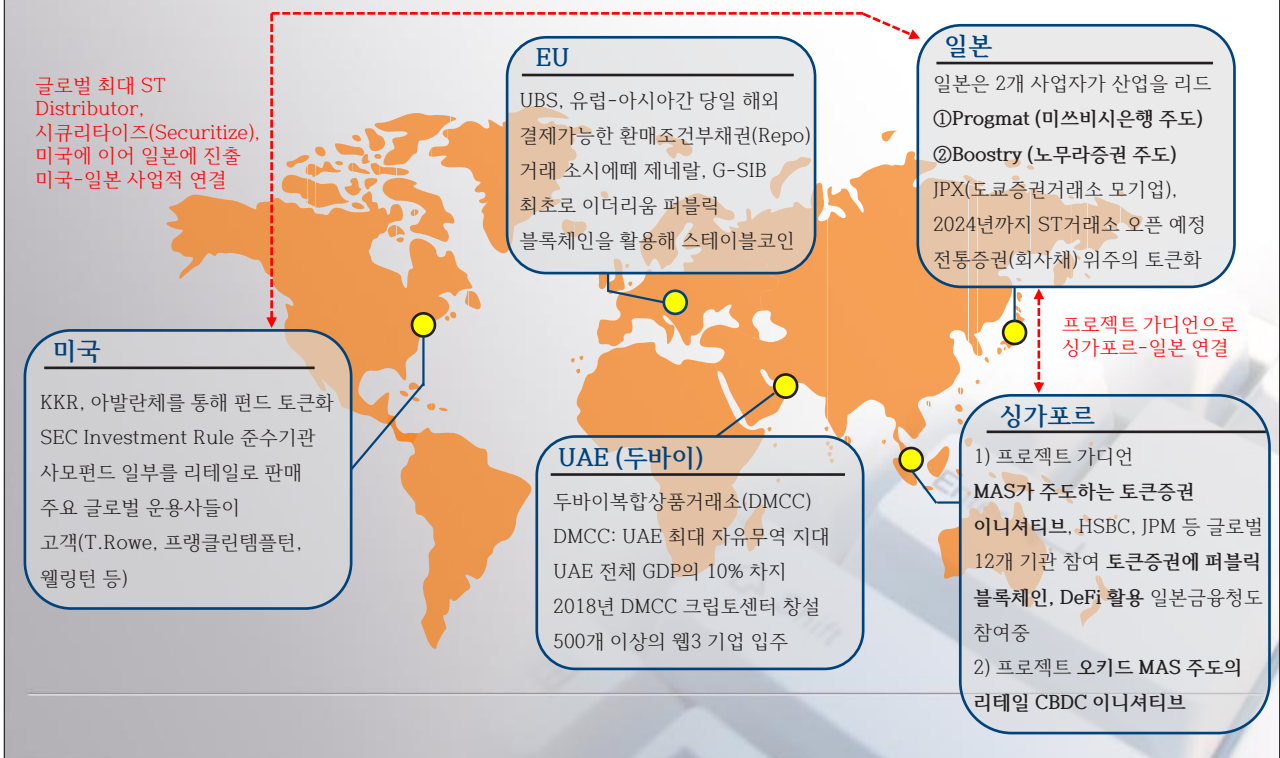 글로벌 최대 ST
Distributor,
시큐리타이즈(Securitize),
미국에 이어 일본에 진출
미국-일본 사업적 연결
EU
UBS, 유럽-아시아간 당일 해외
결제가능한 환매조건부채권(Repo)
거래 소시에떼 제네랄, G-SIB
최초로 이더리움 퍼블릭
블록체인을 활용해 스테이블코인
일본
일본은 2개 사업자가 산업을 리드
①Progmat (미쓰비시은행 주도)
②Boostry (노무라증권 주도)
JPX(도쿄증권거래소 모기업),
2024년까지 ST거래소 오픈 예정
전통증권(회사채) 위주의 토큰화
프로젝트 가디언으로
싱가포르-일본 연결
미국
KKR, 아발란체를 통해 펀드 토큰화
SEC Investment Rule 준수기관
사모펀드 일부를 리테일로 판매
주요 글로벌 운용사들이
고객(T.Rowe, 프랭클린템플턴,
웰링턴 등)
UAE (두바이)
두바이복합상품거래소(DMCC)
DMCC: UAE 최대 자유무역 지대
UAE 전체 GDP의 10% 차지
2018년 DMCC 크립토센터 창설
500개 이상의 웹3 기업 입주
싱가포르
1) 프로젝트 가디언
MAS가 주도하는 토큰증권
이니셔티브, HSBC, JPM 등 글로벌
12개 기관 참여 토큰증권에 퍼블릭
블록체인, DeFi 활용 일본금융청도
참여중
2) 프로젝트 오키드 MAS 주도의
리테일 CBDC 이니셔티브